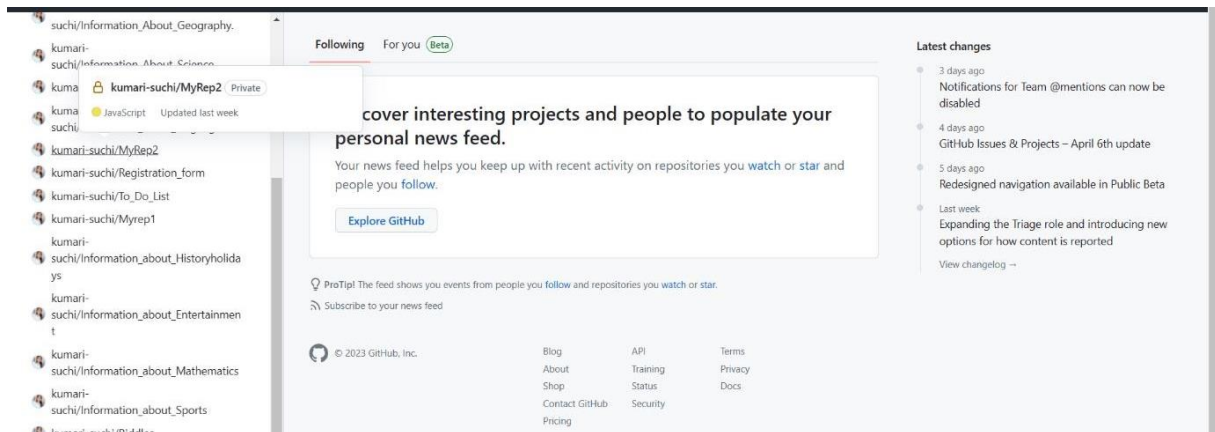 suchi/Information_About_Geography.
kumari-
suchi/Information_About_Science
kuma
kuma
suchi/
kumari-suchi/MyRep2 Private
JavaScript Updated last week
kumari-suchi/MyRep2
kumari-suchi/Registration_form
kumari-suchi/To_Do_List
kumari-suchi/Myrep1
kumari-
suchi/Information_about_Historyholida
ys
kumari-
suchi/Information_about_Entertainmen
t
kumari-
suchi/Information_about_Mathematics
kumari-
suchi/Information_about_Sports
kumari-suchi/Riddles
Following For you Beta
cover interesting projects and people to populate your
personal news feed.
Your news feed helps you keep up with recent activity on repositories you watch or star and
people you follow.
Explore GitHub
ProTip! The feed shows you events from people you follow and repositories you watch or star.
Subscribe to your news feed
© 2023 GitHub, Inc.
Blog
About
Shop
Contact GitHub
Pricing
API
Training
Status
Security
Terms
Privacy
Docs
Latest changes
3 days ago
Notifications for Team @mentions can now be
disabled
4 days ago
GitHub Issues & Projects – April 6th update
5 days ago
Redesigned navigation available in Public Beta
Last week
Expanding the Triage role and introducing new
options for how content is reported
View changelog →